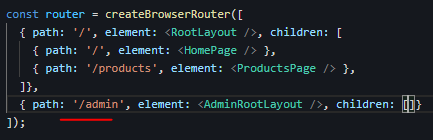 const router = createBrowserRouter([
{ path: '/', element: <RootLayout />, children: [
{ path: '/', element: <HomePage /> },
{ path: '/products', element: <ProductsPage /> },
]},
{ path: '/admin', element: <AdminRootLayout />, children: []}
]);